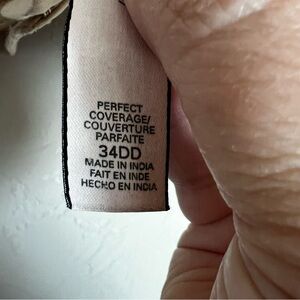 PERFECT
COVERAGE/
COUVERTURE
PARFAITE
34DD
MADE IN INDIA
FAIT EN INDE
HECHO EN INDIA